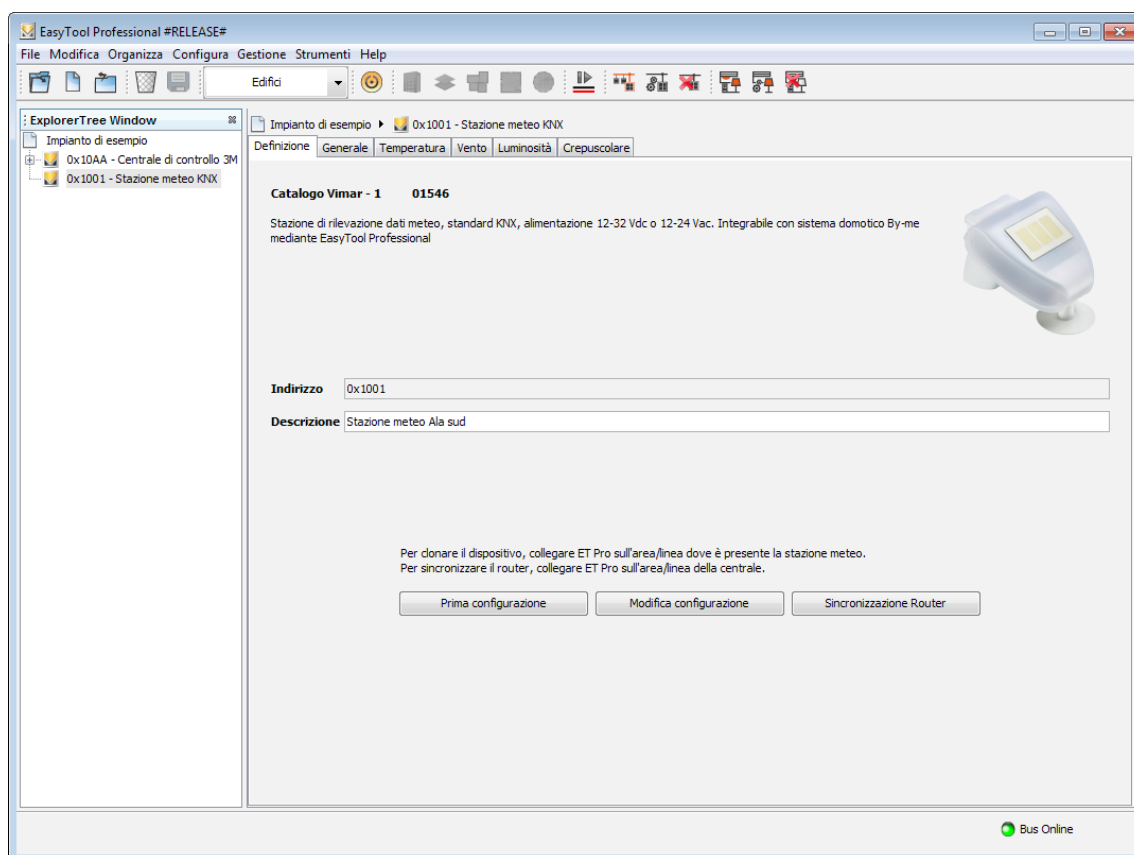 EasyTool Professional #RELEASE#
File Modifica Organizza Configura Gestione Strumenti Help
Edifici
ExplorerTree Window
Impianto di esempio
0x10AA - Centrale di controllo 3M
0x1001 - Stazione meteo KNX
Impianto di esempio 0x1001 - Stazione meteo KNX
Definizione Generale Temperatura Vento Luminosità Crepuscolare
Catalogo Vimar - 1 01546
Stazione di rilevazione dati meteo, standard KNX, alimentazione 12-32 Vdc o 12-24 Vac. Integrabile con sistema domotico By-me
mediante EasyTool Professional
Indirizzo 0x1001
Descrizione Stazione meteo Ala sud
Per clonare il dispositivo, collegare ET Pro sull'area/linea dove è presente la stazione meteo.
Per sincronizzare il router, collegare ET Pro sull'area/linea della centrale.
Prima configurazione Modifica configurazione Sincronizzazione Router
Bus Online